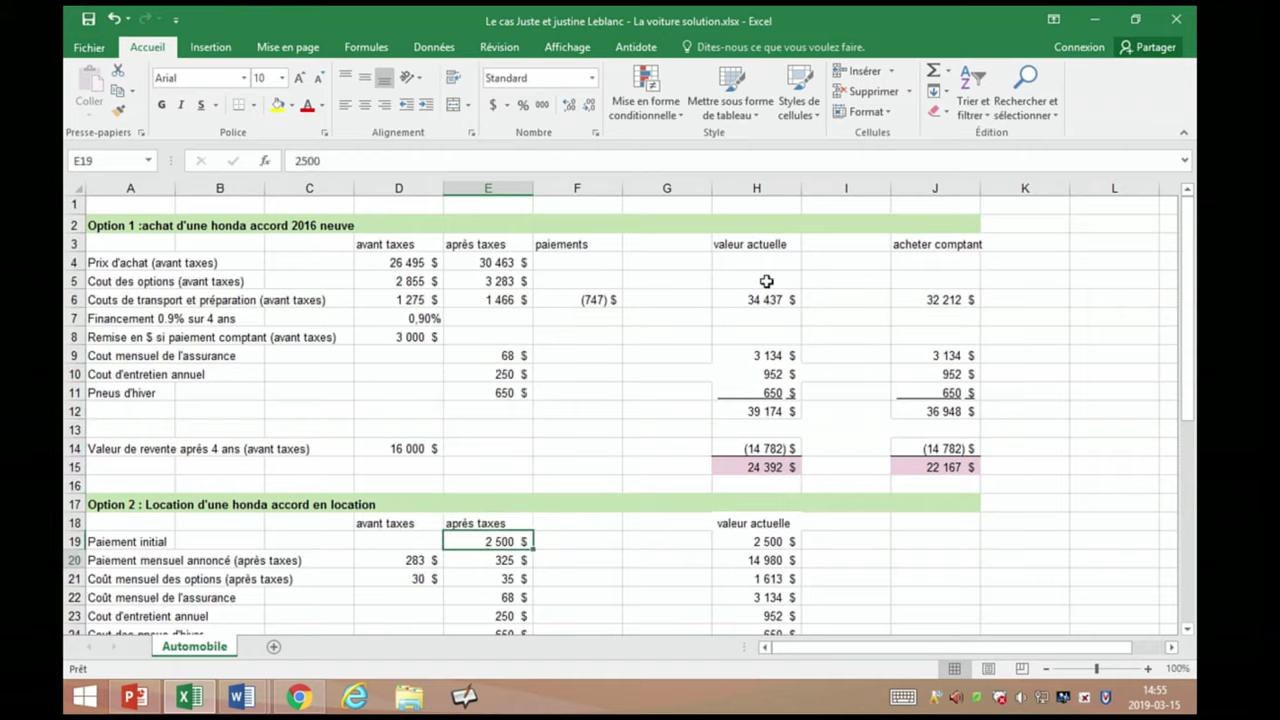 Le cas Juste et justine Leblanc - La voiture solution.xlsx - Excel
Fichier Accueil Insertion Mise en page Formules Données Révision Affichage Antidote Dites-nous ce que vous voulez faire. Connexion Partager
Coller Arial 10 Standard Mise en forme conditionnelle Mettre sous forme de tableau Styles de cellules Insérer Supprimer Format Trier et filtrer Rechercher et sélectionner
Presse-papiers Police Alignement Nombre Style Cellules Édition
E19 fx 2500
A B C D E F G H I J K L
1
2 Option 1 :achat d'une honda accord 2016 neuve
3 avant taxes après taxes paiements valeur actuelle acheter comptant
4 Prix d'achat (avant taxes) 26 495 $ 30 463 $
5 Cout des options (avant taxes) 2 855 $ 3 283 $
6 Couts de transport et préparation (avant taxes) 1 275 $ 1 466 $ (747) $ 34 437 $ 32 212 $
7 Financement 0.9% sur 4 ans 0,90%
8 Remise en $ si paiement comptant (avant taxes) 3 000 $
9 Cout mensuel de l'assurance 68 $ 3 134 $ 3 134 $
10 Cout d'entretien annuel 250 $ 952 $ 952 $
11 Pneus d'hiver 650 $ 650 $ 650 $
12 39 174 $ 36 948 $
13
14 Valeur de revente aprés 4 ans (avant taxes) 16 000 $ (14 782) $ (14 782) $
15 24 392 $ 22 167 $
16
17 Option 2 : Location d'une honda accord en location
18 avant taxes après taxes valeur actuelle
19 Paiement initial 2 500 $ 2 500 $
20 Paiement mensuel annoncé (après taxes) 283 $ 325 $ 14 980 $
21 Coût mensuel des options (après taxes) 30 $ 35 $ 1 613 $
22 Coût mensuel de l'assurance 68 $ 3 134 $
23 Cout d'entretient annuel 250 $ 952 $
Automobile
Prêt 100%
14:55
2019-03-15